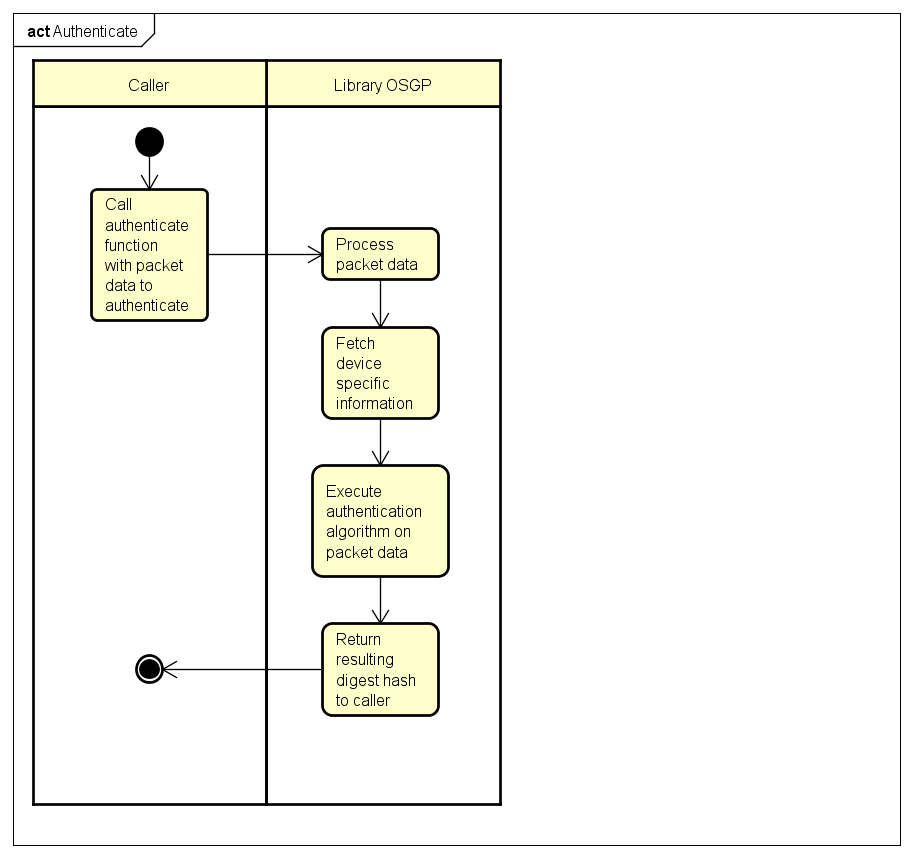 act Authenticate
Caller
Library OSGP
Call
authenticate
function
with packet
data to
authenticate
Process
packet data
Fetch
device
specific
information
Execute
authentication
algorithm on
packet data
Return
resulting
digest hash
to caller